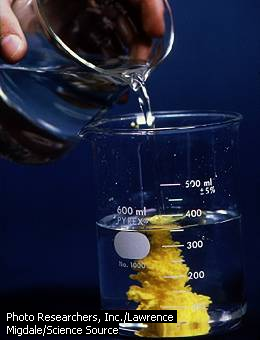 500 ml
±5%
600 ml
PYREX®
400
300
No. 1000
200
Photo Researchers, Inc./Lawrence
Migdale/Science Source